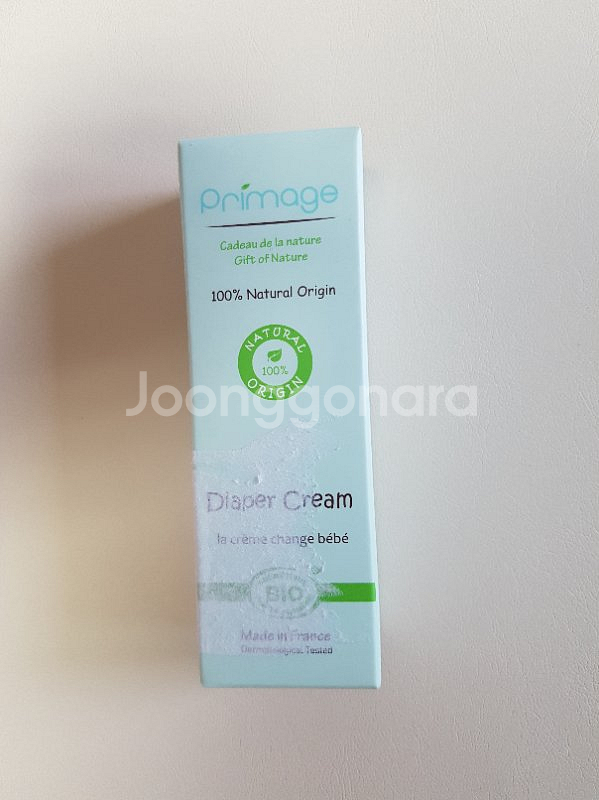 Primage
Cadeau de la nature
Gift of Nature
100% Natural Origin
NATURAL
100%
ORIGIN
Joonggonara
Diaper Cream
la crème change bébé
BIO
Made in France
Dermatological Tested